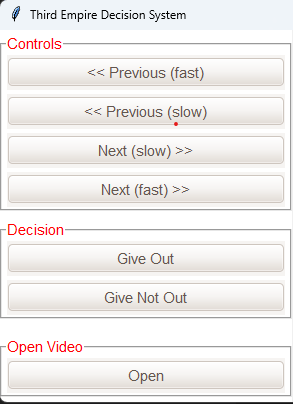 Third Empire Decision System
Controls
<< Previous (fast)
<< Previous (slow)
Next (slow) >>
Next (fast) >>
Decision
Give Out
Give Not Out
Open Video
Open